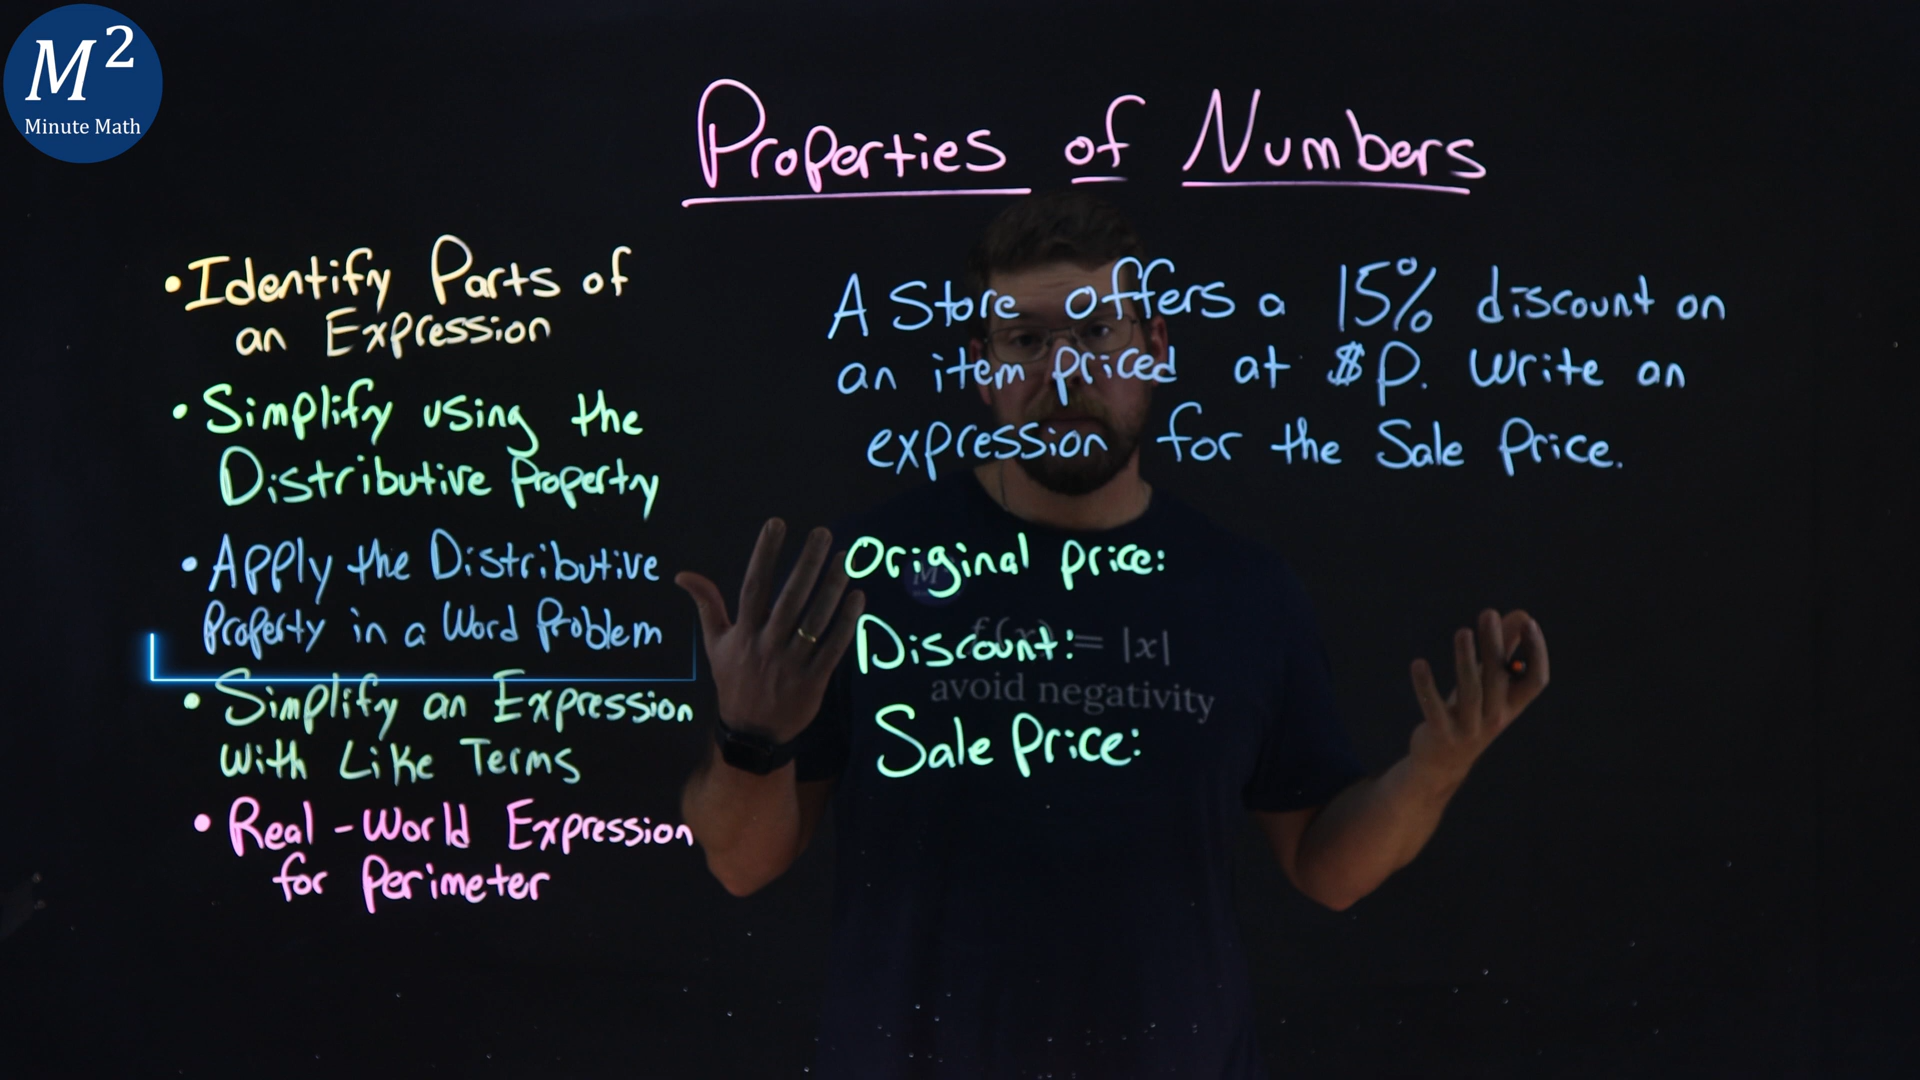 M²
Minute Math
Properties of Numbers
• Identify Parts of
an Expression
• Simplify using the
Distributive Property
• Apply the Distributive
Property in a Word Problem
• Simplify an Expression
with Like Terms
• Real-World Expression
for Perimeter
A Store offers a 15% discount on
an item priced at $p. Write an
expression for the Sale Price.
Original price:
Discount:
Sale Price:
f(x) = |x|
avoid negativity